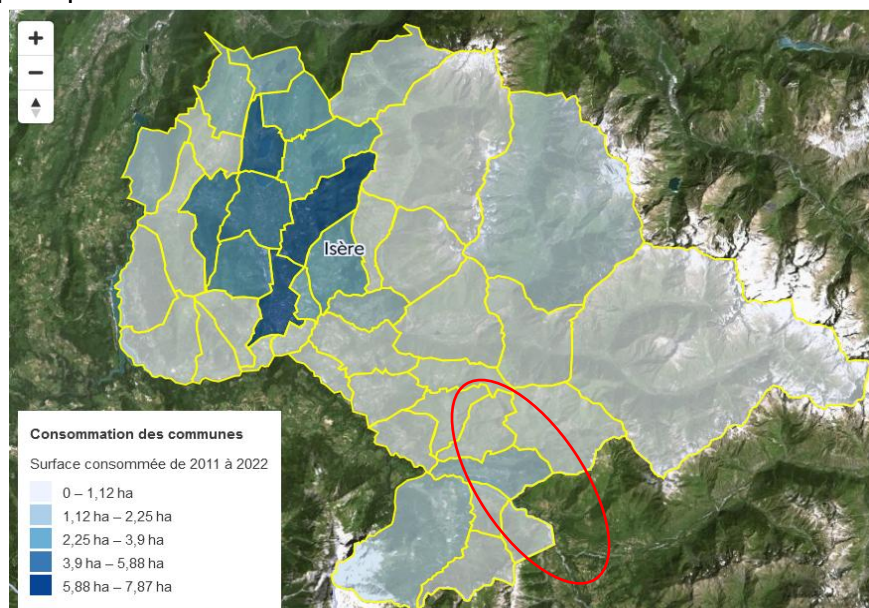 +
−
Isère
Consommation des communes
Surface consommée de 2011 à 2022
0 – 1,12 ha
1,12 ha – 2,25 ha
2,25 ha – 3,9 ha
3,9 ha – 5,88 ha
5,88 ha – 7,87 ha